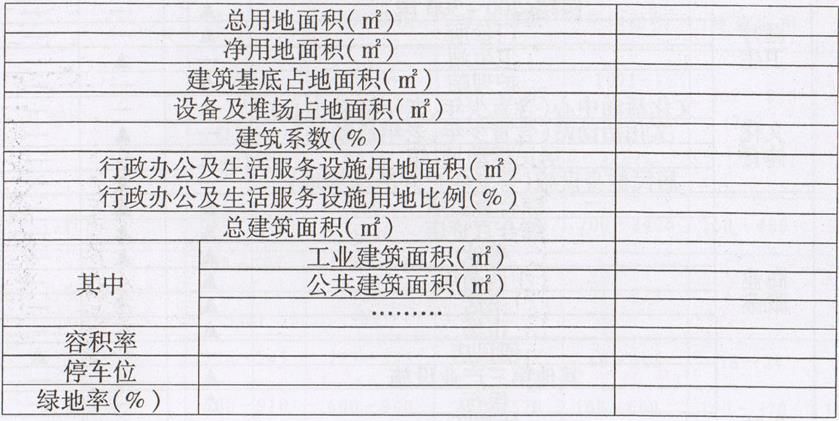 总用地面积(㎡)
净用地面积(㎡)
建筑基底占地面积(㎡)
设备及堆场占地面积(㎡)
建筑系数(%)
行政办公及生活服务设施用地面积(㎡)
行政办公及生活服务设施用地比例(%)
总建筑面积(㎡)
其中
工业建筑面积(㎡)
公共建筑面积(㎡)
………
容积率
停车位
绿地率(%)